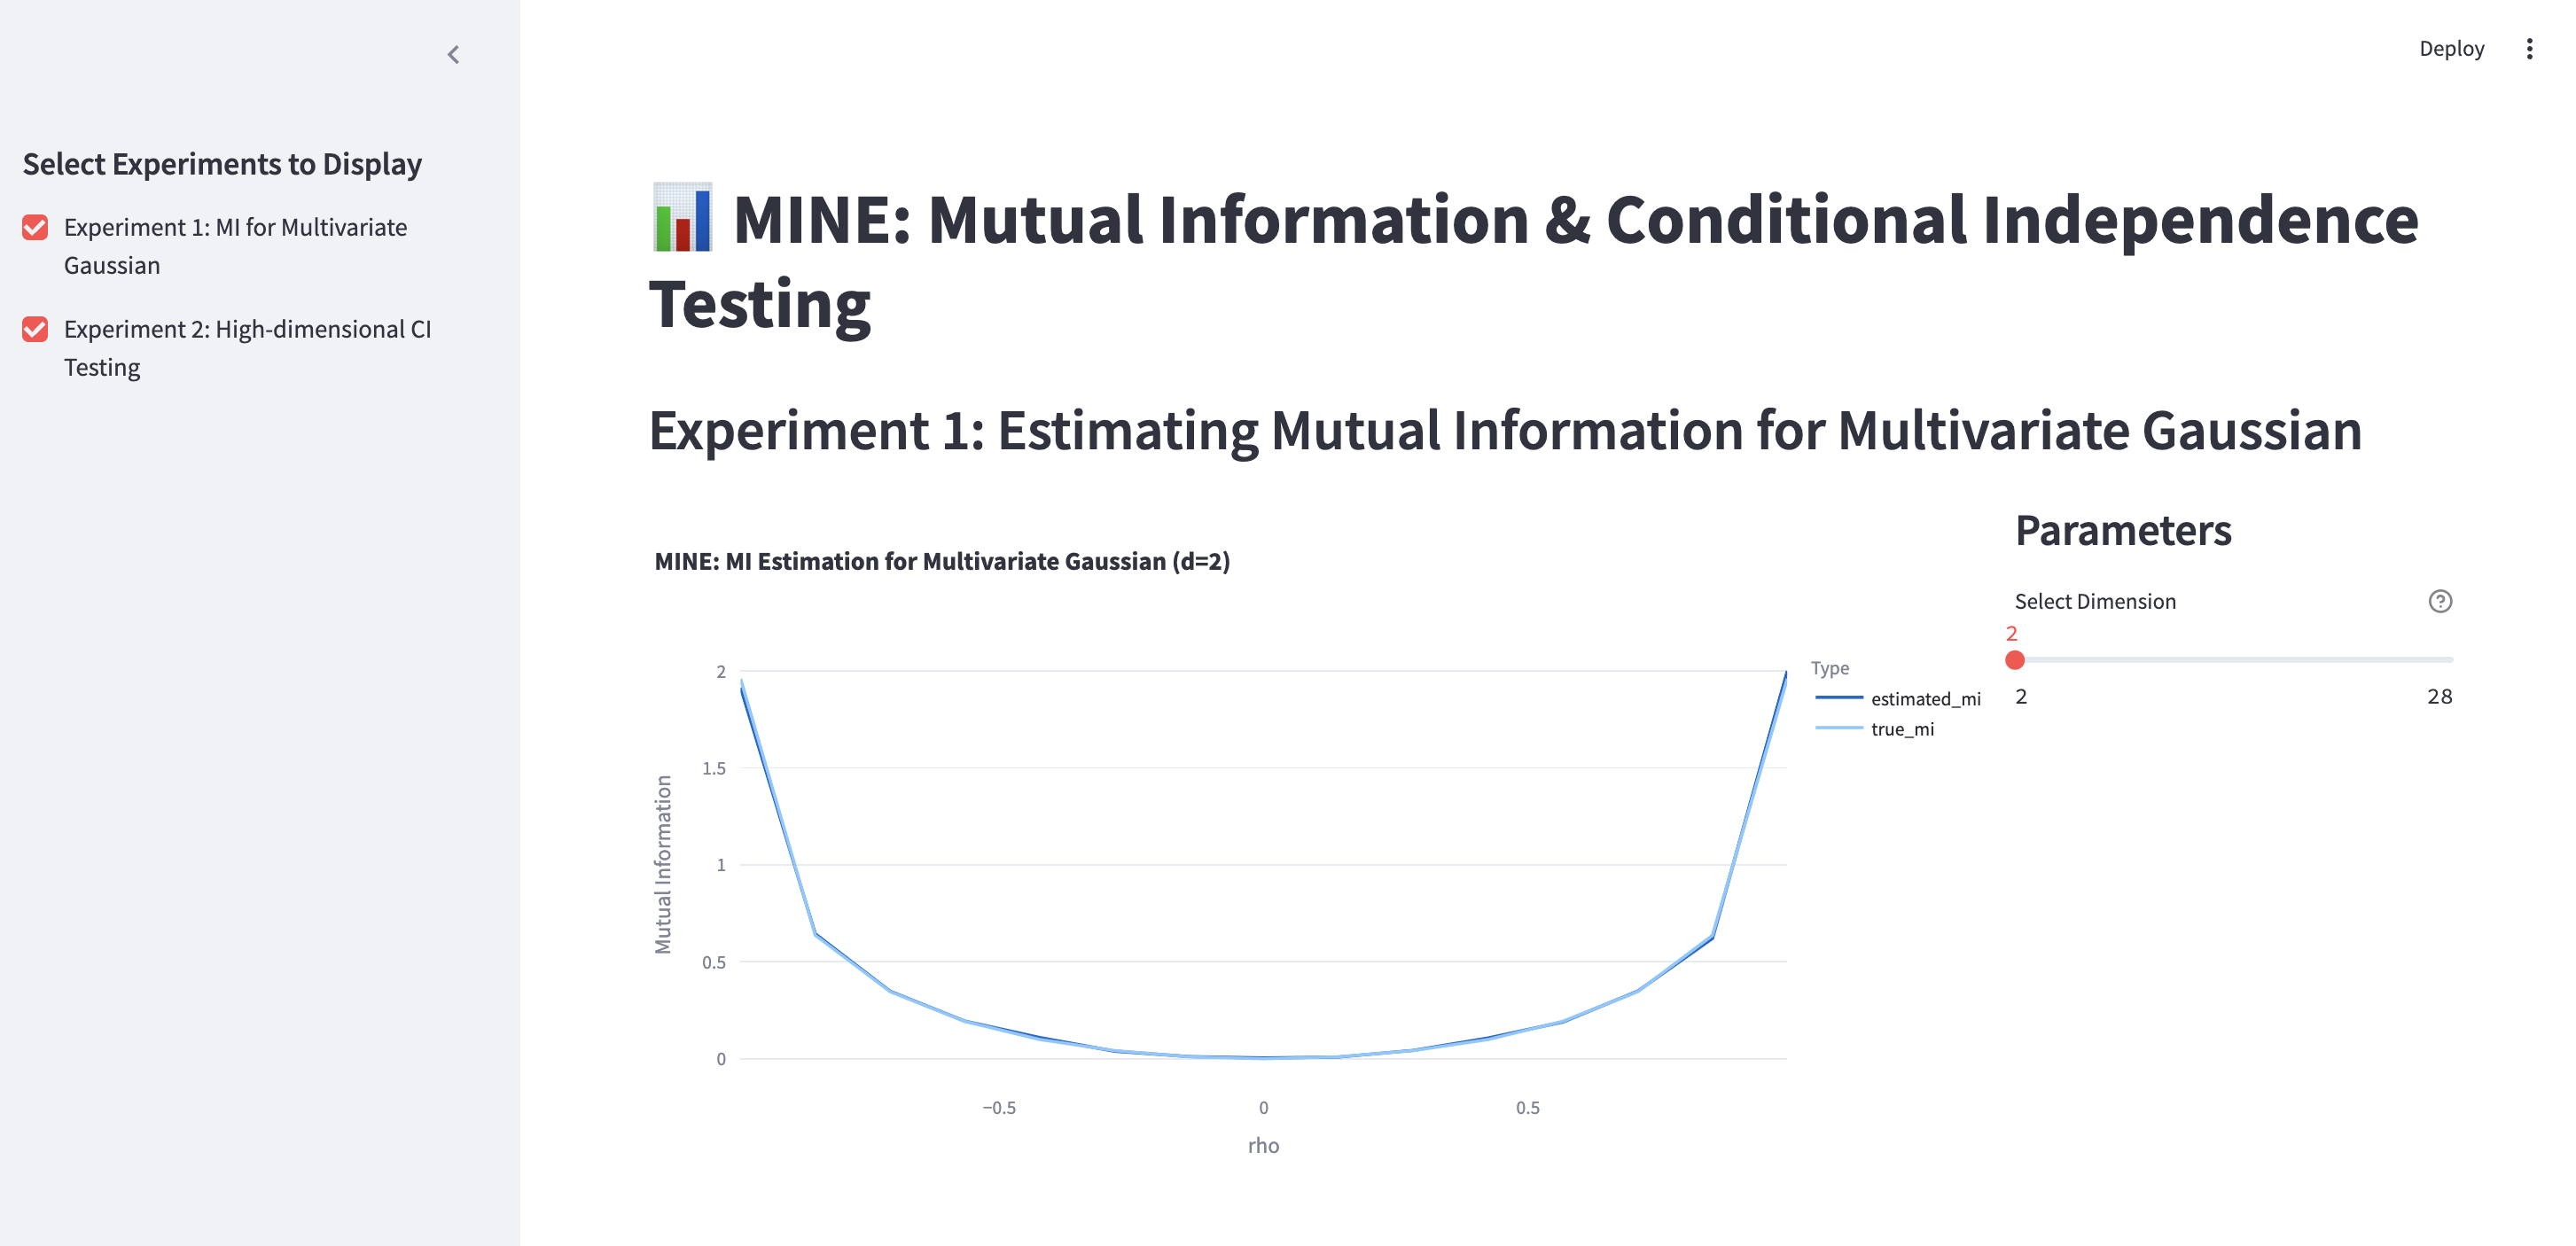 Deploy
Select Experiments to Display
Experiment 1: MI for Multivariate
Gaussian
Experiment 2: High-dimensional CI
Testing
MINE: Mutual Information & Conditional Independence
Testing
Experiment 1: Estimating Mutual Information for Multivariate Gaussian
MINE: MI Estimation for Multivariate Gaussian (d=2)
2
1.5
1
0.5
0
Mutual Information
−0.5
0
0.5
rho
Type
estimated_mi
true_mi
Parameters
Select Dimension
2
2
28